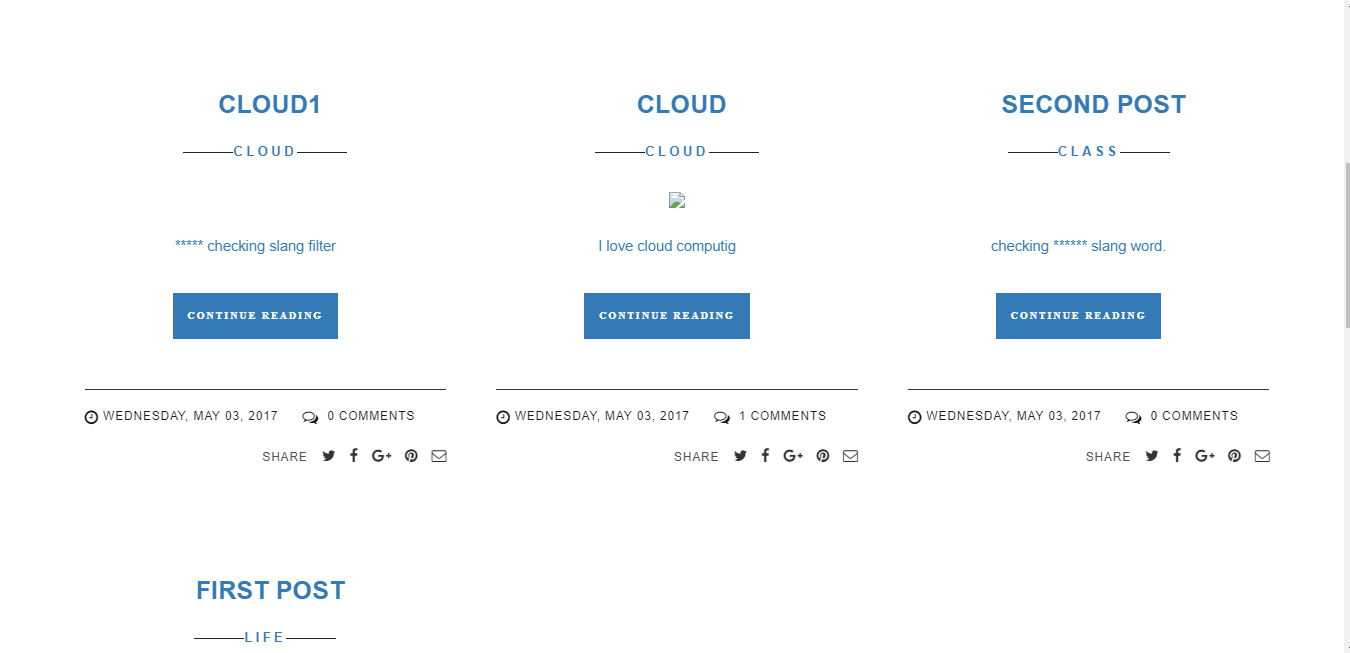 CLOUD1
CLOUD
***** checking slang filter
CONTINUE READING
WEDNESDAY, MAY 03, 2017 0 COMMENTS
SHARE
CLOUD
CLOUD
I love cloud computig
CONTINUE READING
WEDNESDAY, MAY 03, 2017 1 COMMENTS
SHARE
SECOND POST
CLASS
checking ****** slang word.
CONTINUE READING
WEDNESDAY, MAY 03, 2017 0 COMMENTS
SHARE
FIRST POST
LIFE